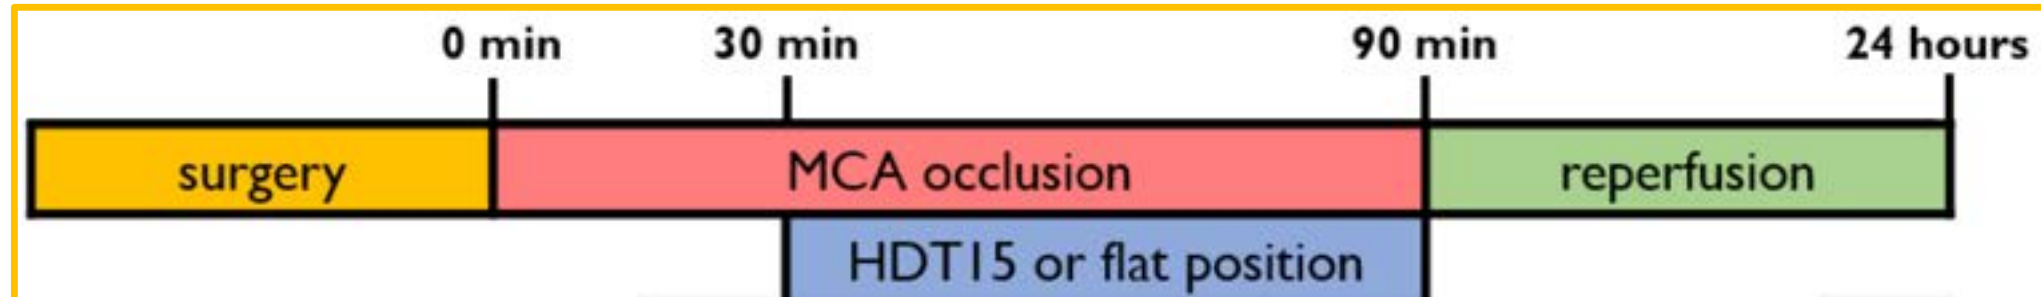 0 min 30 min 90 min 24 hours
surgery MCA occlusion reperfusion
HDT15 or flat position